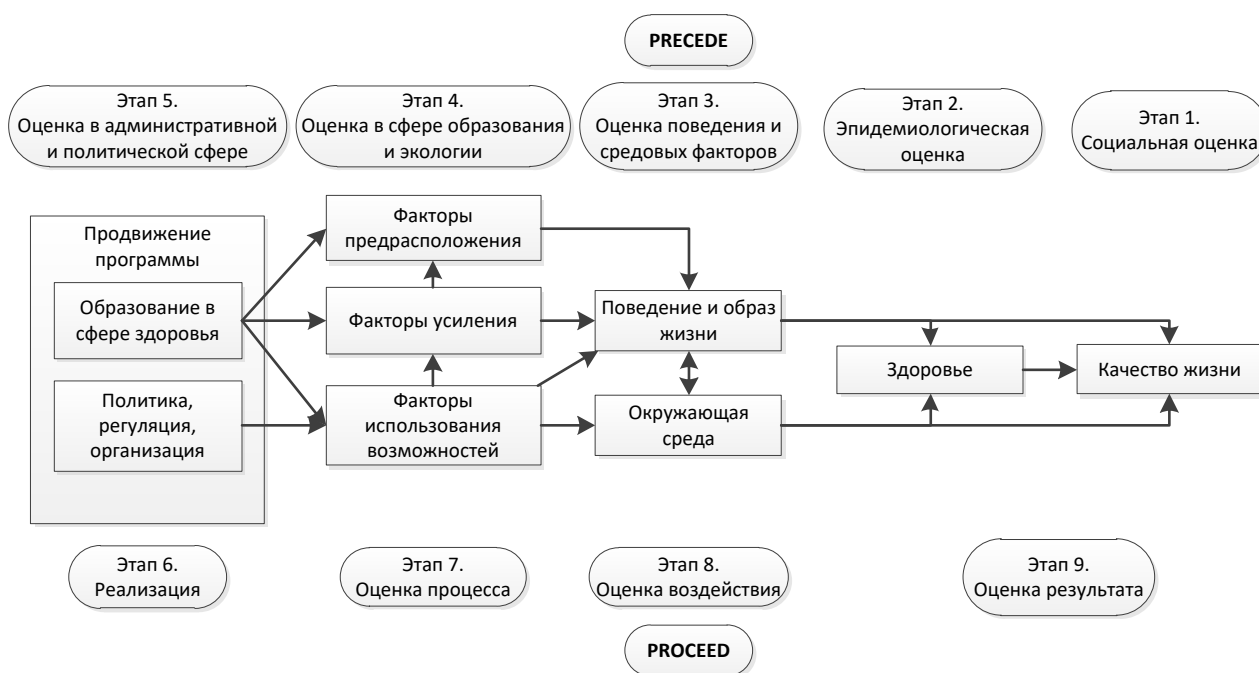 PRECEDE
Этап 5.
Оценка в административной
и политической сфере
Этап 4.
Оценка в сфере образования
и экологии
Этап 3.
Оценка поведения и
средовых факторов
Этап 2.
Эпидемиологическая
оценка
Этап 1.
Социальная оценка
Продвижение
программы
Образование в
сфере здоровья
Политика,
регуляция,
организация
Факторы
предрасположения
Факторы усиления
Факторы
использования
возможностей
Поведение и образ
жизни
Окружающая
среда
Здоровье
Качество жизни
Этап 6.
Реализация
Этап 7.
Оценка процесса
Этап 8.
Оценка воздействия
Этап 9.
Оценка результата
PROCEED